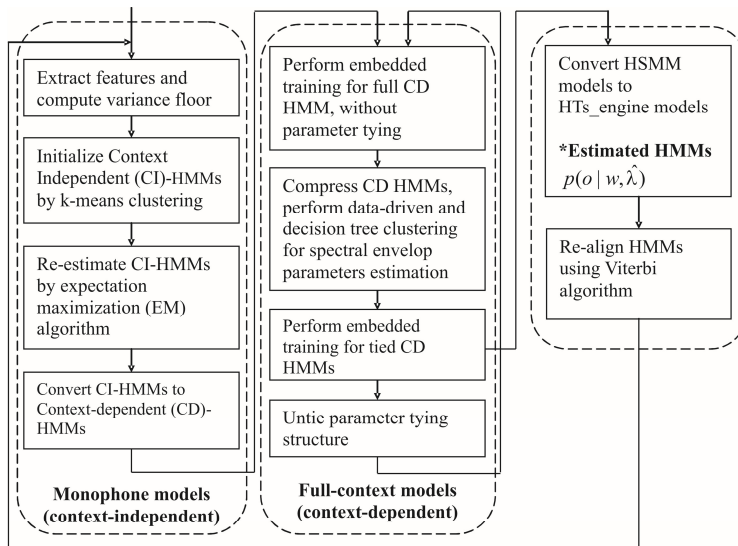 Extract features and
compute variance floor
Initialize Context
Independent (CI)-HMMs
by k-means clustering
Re-estimate CI-HMMs
by expectation
maximization (EM)
algorithm
Convert CI-HMMs to
Context-dependent (CD)-
HMMs
Monophone models
(context-independent)
Perform embedded
training for full CD
HMM, without
parameter tying
Compress CD HMMs,
perform data-driven and
decision tree clustering
for spectral envelop
parameters estimation
Perform embedded
training for tied CD
HMMs
Untie parameter tying
structure
Full-context models
(context-dependent)
Convert HSMM
models to
HTs_engine models
*Estimated HMMs
p(o | w, λ̂)
Re-align HMMs
using Viterbi
algorithm